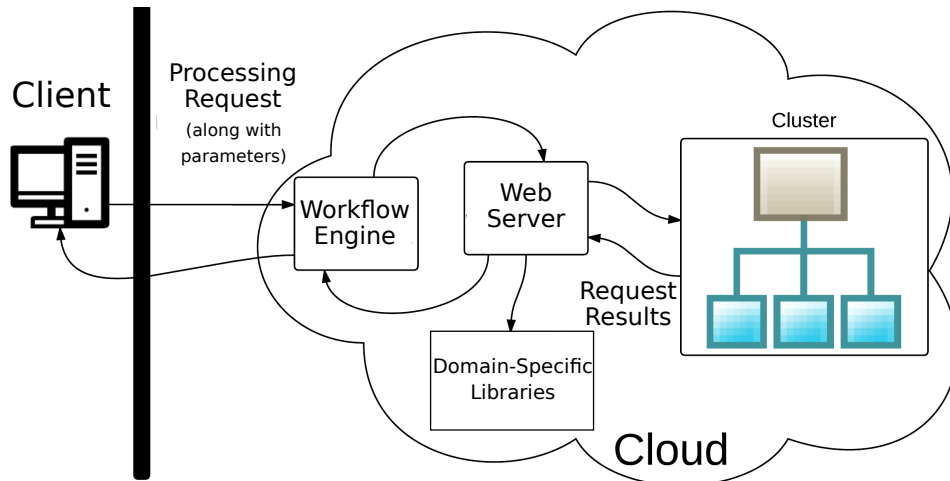 Client
Processing
Request
(along with
parameters)
Workflow
Engine
Web
Server
Cluster
Request
Results
Domain-Specific
Libraries
Cloud